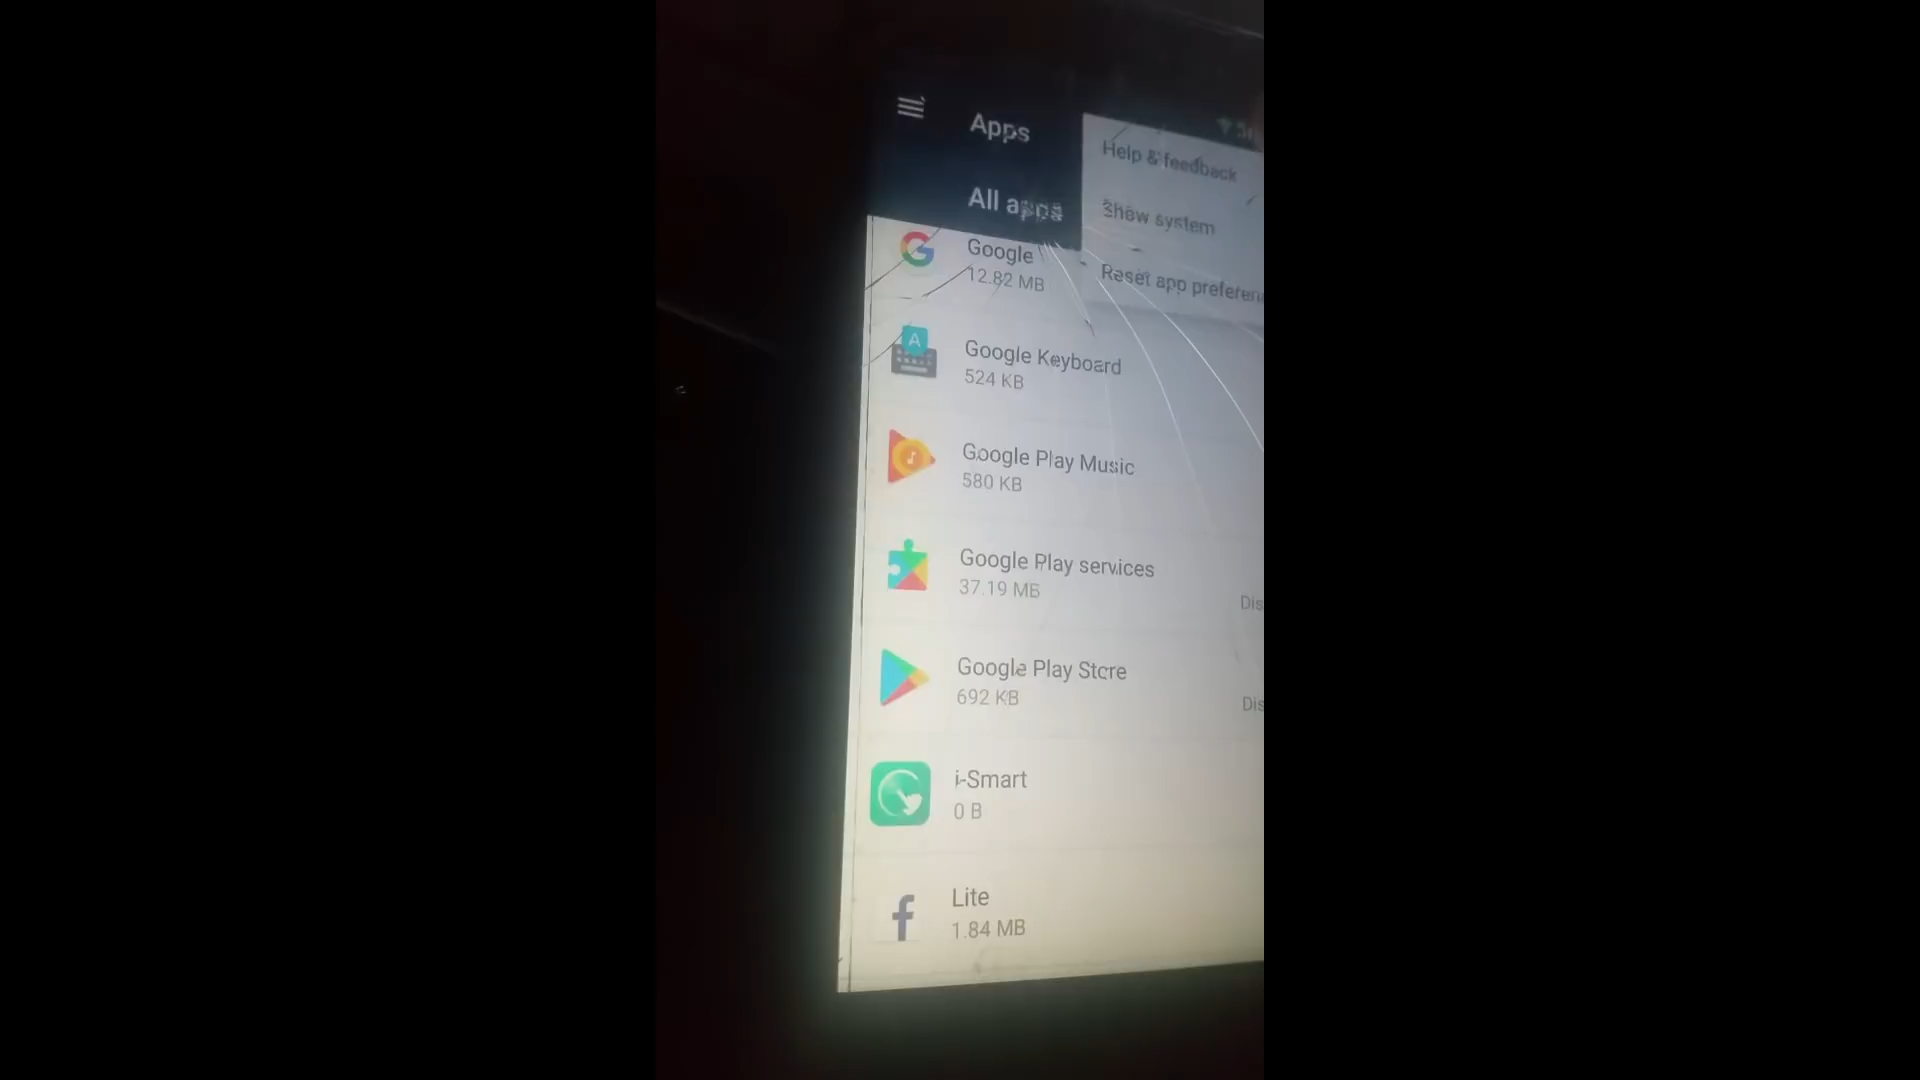 Apps
Help & feedback
All apps
Show system
Google
12.82 MB
Reset app preferen
Google Keyboard
524 KB
Google Play Music
580 KB
Google Play services
37.19 MB
Dis
Google Play Store
692 KB
Dis
i-Smart
0 B
Lite
1.84 MB